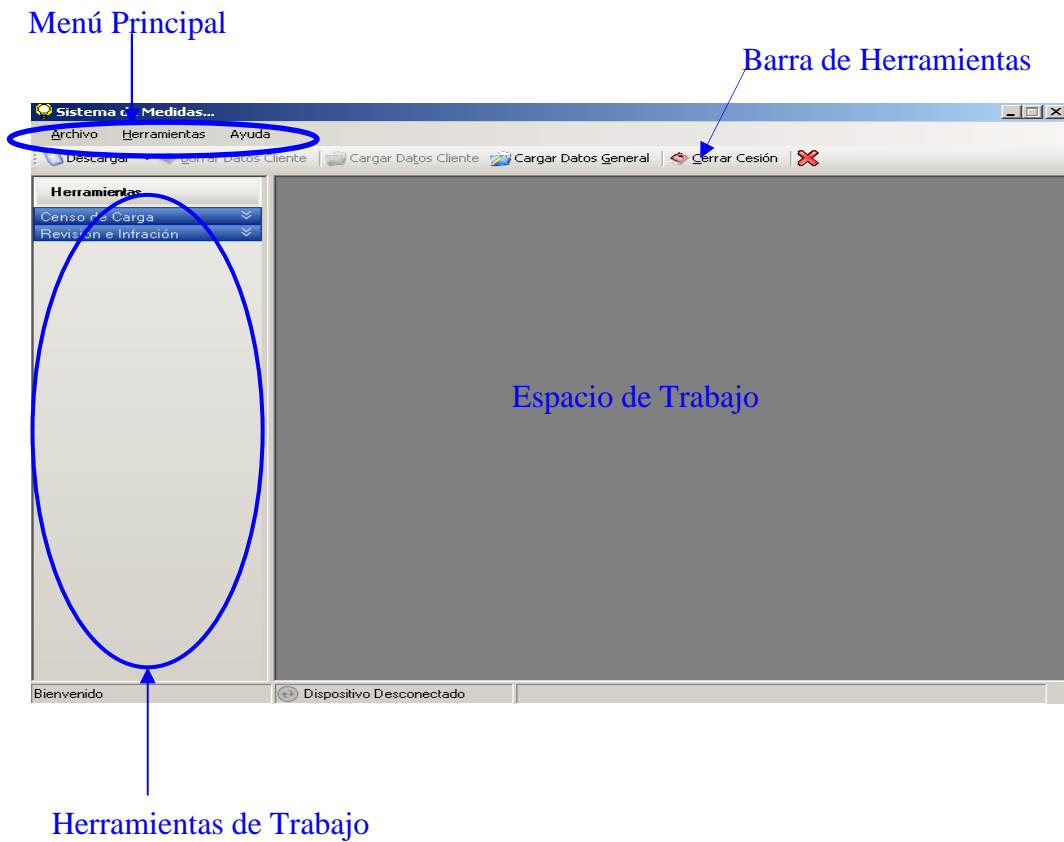 Menú Principal
Barra de Herramientas
Sistema de Medidas...
Archivo Herramientas Ayuda
Descargar Borrar Datos Cliente Cargar Datos Cliente Cargar Datos General Cerrar Cesión
Herramientas
Censo de Carga
Revisión e Infración
Espacio de Trabajo
Bienvenido
Dispositivo Desconectado
Herramientas de Trabajo